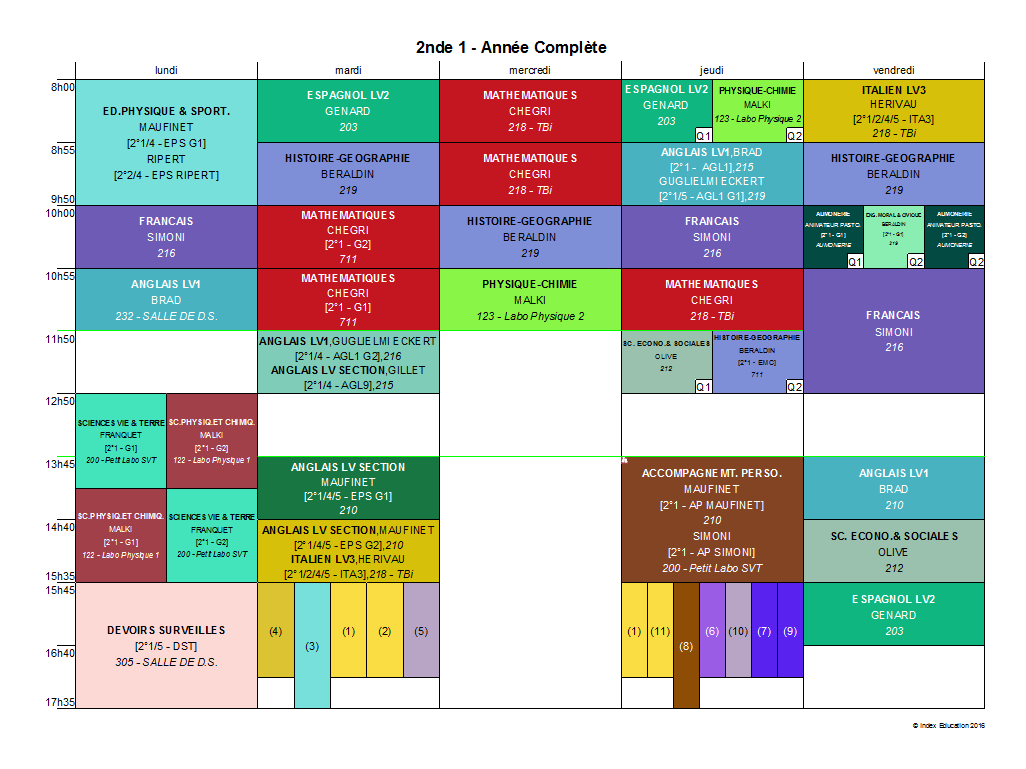 2nde 1 - Année Complète
lundi
mardi
mercredi
jeudi
vendredi
8h00
8h55
9h50
10h00
10h55
11h50
12h50
13h45
14h40
15h35
15h45
16h40
17h35
ED.PHYSIQUE & SPORT.
MAUFINET
[2°1/4 - EPS G1]
RIPERT
[2°2/4 - EPS RIPERT]
FRANCAIS
SIMONI
216
ANGLAIS LV1
BRAD
232 - SALLE DE D.S.
SCIENCES VIE & TERRE
FRANQUET
[2°1 - G1]
200 - Petit Labo SVT
SC.PHYSIQ.ET CHIMIQ.
MALKI
[2°1 - G2]
122 - Labo Physique 1
SC.PHYSIQ.ET CHIMIQ.
MALKI
[2°1 - G1]
122 - Labo Physique 1
SCIENCES VIE & TERRE
FRANQUET
[2°1 - G2]
200 - Petit Labo SVT
DEVOIRS SURVEILLES
[2°1/5 - DST]
305 - SALLE DE D.S.
ESPAGNOL LV2
GENARD
203
HISTOIRE-GEOGRAPHIE
BERALDIN
219
MATHEMATIQUES
CHEGRI
[2°1 - G2]
711
MATHEMATIQUES
CHEGRI
[2°1 - G1]
711
ANGLAIS LV1,GUGLIELMI ECKERT
[2°1/4 - AGL1 G2],216
ANGLAIS LV SECTION,GILLET
[2°1/4 - AGL9],215
ANGLAIS LV SECTION
MAUFINET
[2°1/4/5 - EPS G1]
210
ANGLAIS LV SECTION,MAUFINET
[2°1/4/5 - EPS G2],210
ITALIEN LV3,HERIVAU
[2°1/2/4/5 - ITA3],218 - TBi
(4)
(3)
(1)
(2)
(5)
MATHEMATIQUES
CHEGRI
218 - TBi
MATHEMATIQUES
CHEGRI
218 - TBi
HISTOIRE-GEOGRAPHIE
BERALDIN
219
PHYSIQUE-CHIMIE
MALKI
123 - Labo Physique 2
ESPAGNOL LV2
GENARD
203
Q1
PHYSIQUE-CHIMIE
MALKI
123 - Labo Physique 2
Q2
ANGLAIS LV1,BRAD
[2°1 - AGL1],215
GUGLIELMI ECKERT
[2°1/5 - AGL1 G1],219
FRANCAIS
SIMONI
216
MATHEMATIQUES
CHEGRI
218 - TBi
SC. ECONO.& SOCIALES
OLIVE
212
Q1
HISTOIRE-GEOGRAPHIE
BERALDIN
[2°1 - EMC]
711
Q2
ACCOMPAGNEMT. PERSO.
MAUFINET
[2°1 - AP MAUFINET]
210
SIMONI
[2°1 - AP SIMONI]
200 - Petit Labo SVT
(1)
(11)
(8)
(6)
(10)
(7)
(9)
ITALIEN LV3
HERIVAU
[2°1/2/4/5 - ITA3]
218 - TBi
HISTOIRE-GEOGRAPHIE
BERALDIN
219
AUMONERIE
ANIMATEUR PASTO.
[2°1 - G1]
AUMONERIE
Q1
ENS. MORAL & CIVIQUE
BERALDIN
[2°1 - G1]
219
Q2
AUMONERIE
ANIMATEUR PASTO.
[2°1 - G2]
AUMONERIE
Q2
FRANCAIS
SIMONI
216
ANGLAIS LV1
BRAD
210
SC. ECONO.& SOCIALES
OLIVE
212
ESPAGNOL LV2
GENARD
203
© Index Education 2016